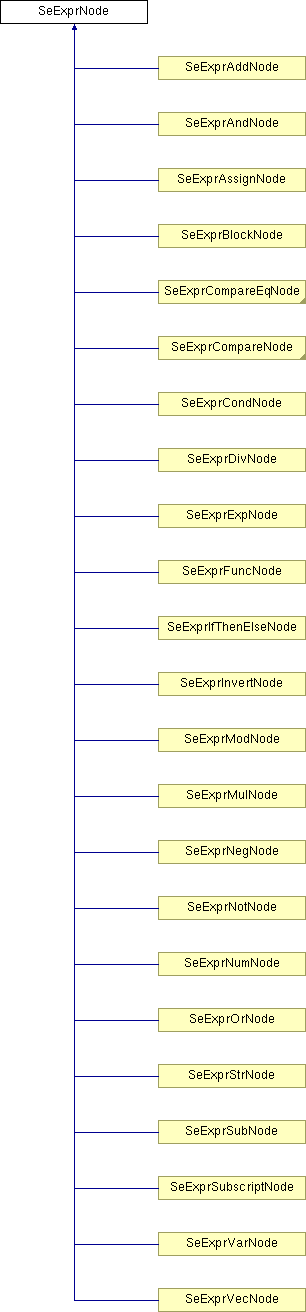 SeExprNode
SeExprAddNode
SeExprAndNode
SeExprAssignNode
SeExprBlockNode
SeExprCompareEqNode
SeExprCompareNode
SeExprCondNode
SeExprDivNode
SeExprExpNode
SeExprFuncNode
SeExprIfThenElseNode
SeExprInvertNode
SeExprModNode
SeExprMulNode
SeExprNegNode
SeExprNotNode
SeExprNumNode
SeExprOrNode
SeExprStrNode
SeExprSubNode
SeExprSubscriptNode
SeExprVarNode
SeExprVecNode